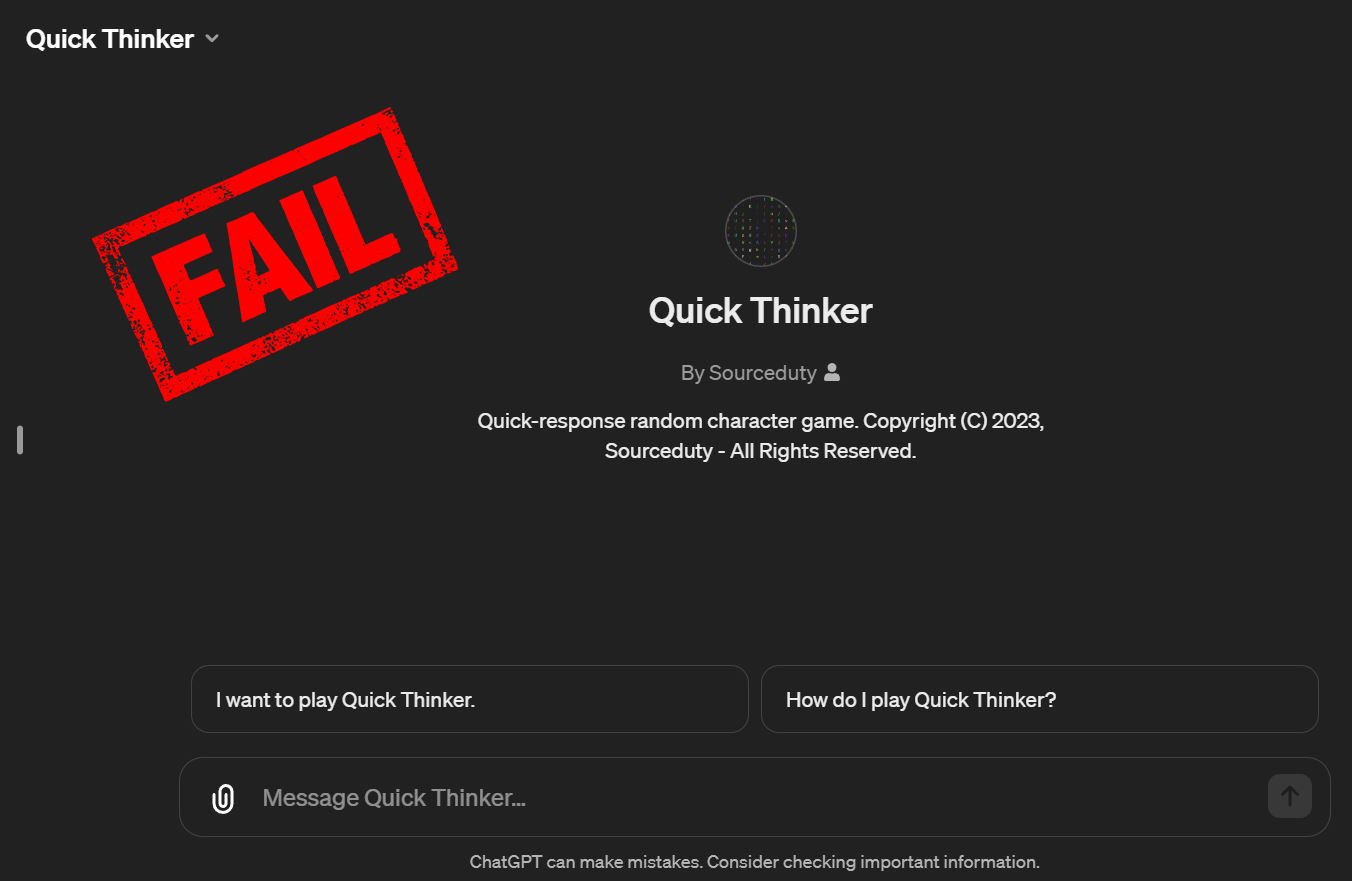 Quick Thinker
FAIL
Quick Thinker
By Sourceduty
Quick-response random character game. Copyright (C) 2023,
Sourceduty - All Rights Reserved.
I want to play Quick Thinker.
How do I play Quick Thinker?
Message Quick Thinker...
ChatGPT can make mistakes. Consider checking important information.